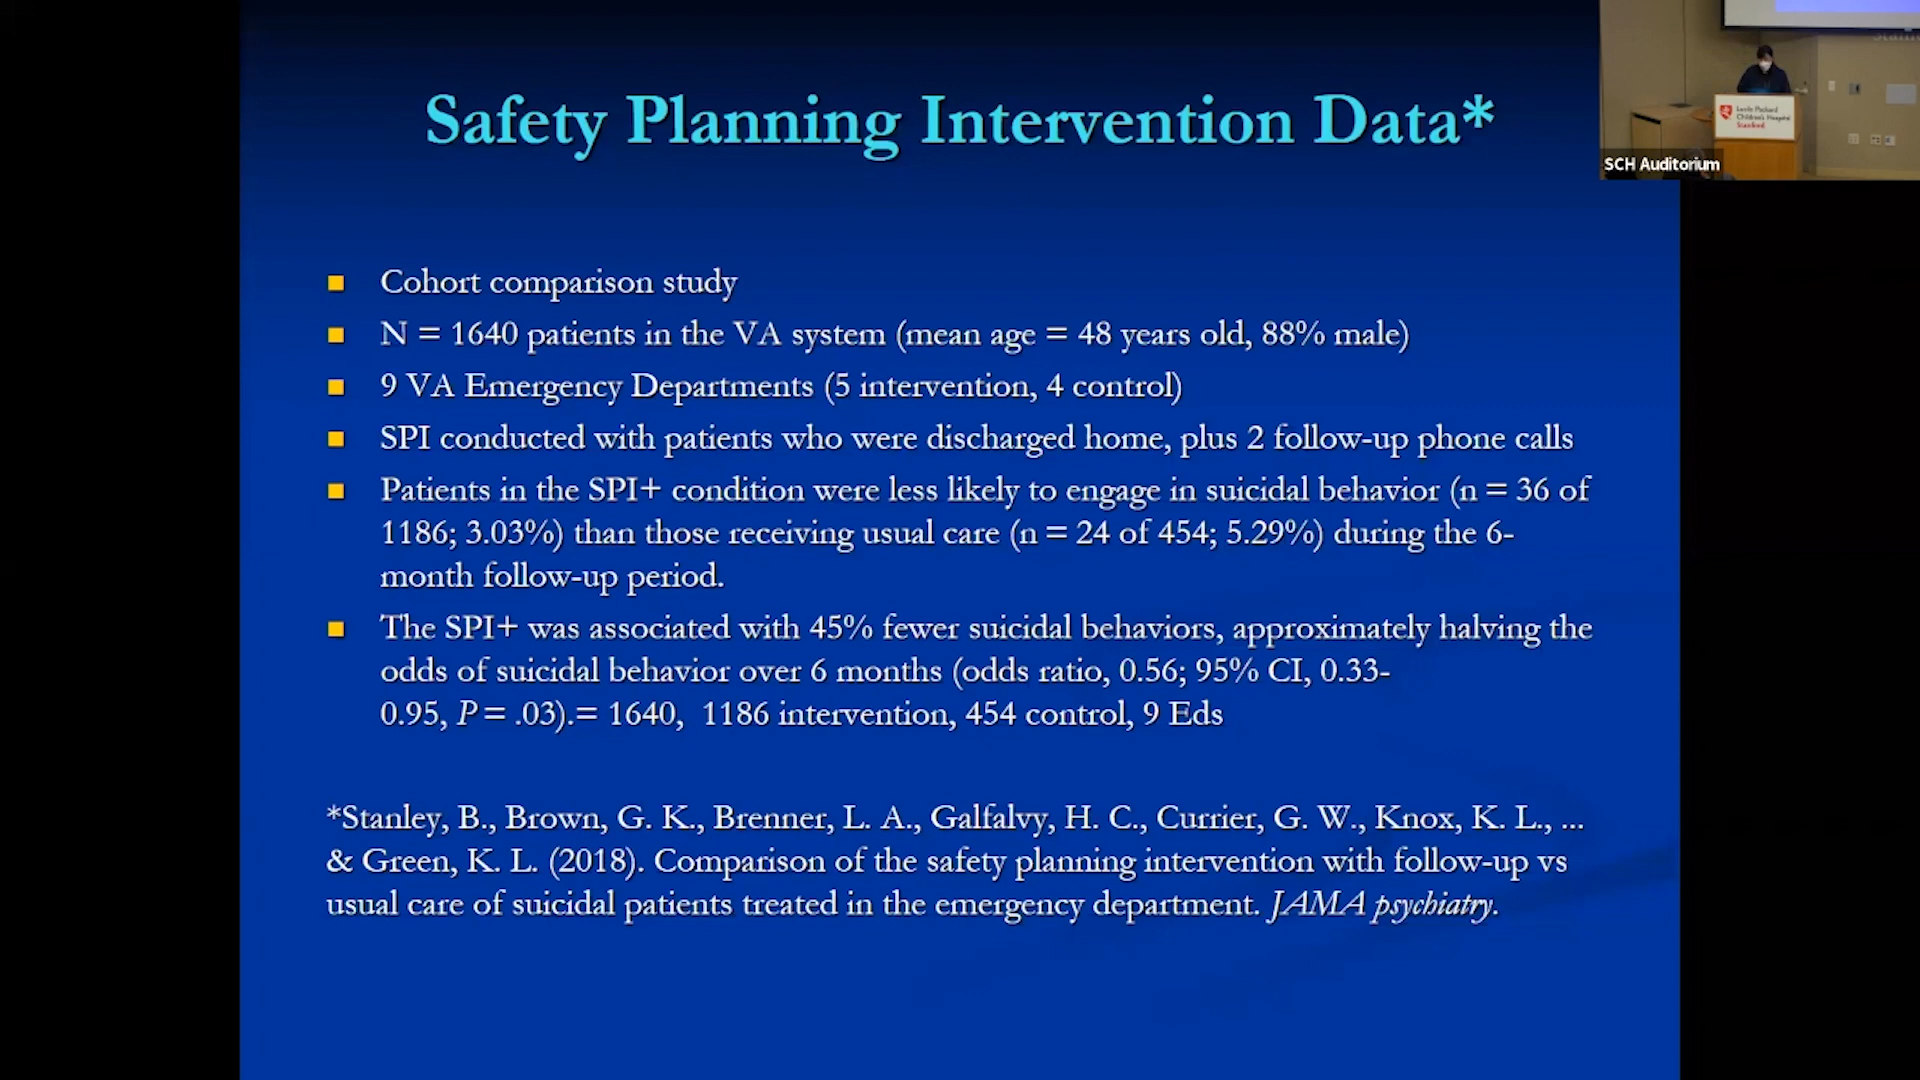 Safety Planning Intervention Data*
Cohort comparison study
N = 1640 patients in the VA system (mean age = 48 years old, 88% male)
9 VA Emergency Departments (5 intervention, 4 control)
SPI conducted with patients who were discharged home, plus 2 follow-up phone calls
Patients in the SPI+ condition were less likely to engage in suicidal behavior (n = 36 of
1186; 3.03%) than those receiving usual care (n = 24 of 454; 5.29%) during the 6-
month follow-up period.
The SPI+ was associated with 45% fewer suicidal behaviors, approximately halving the
odds of suicidal behavior over 6 months (odds ratio, 0.56; 95% CI, 0.33-
0.95, P = .03).= 1640,  1186 intervention, 454 control, 9 Eds
*Stanley, B., Brown, G. K., Brenner, L. A., Galfalvy, H. C., Currier, G. W., Knox, K. L., ...
& Green, K. L. (2018). Comparison of the safety planning intervention with follow-up vs
usual care of suicidal patients treated in the emergency department. JAMA psychiatry.
Lucile Packard
Children's Hospital
Stanford
SCH Auditorium